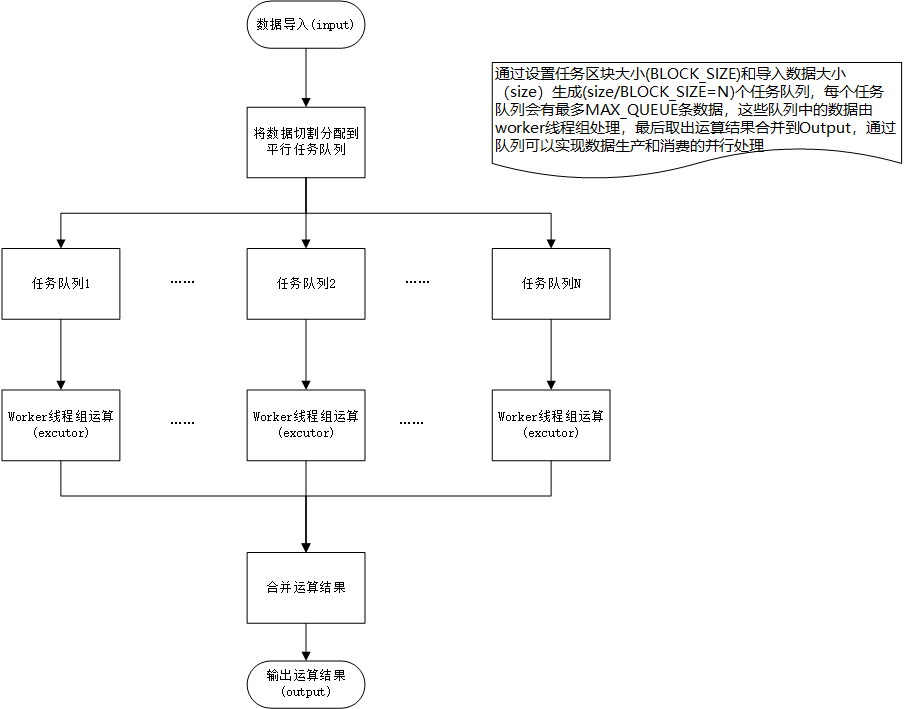 数据导入(input)
通过设置任务区块大小(BLOCK_SIZE)和导入数据大小
（size）生成(size/BLOCK_SIZE=N)个任务队列，每个任务
队列会有最多MAX_QUEUE条数据，这些队列中的数据由
worker线程组处理，最后取出运算结果合并到Output，通过
队列可以实现数据生产和消费的并行处理
将数据切割分配到
平行任务队列
任务队列1
……
任务队列2
……
任务队列N
Worker线程组运算
(excutor)
……
Worker线程组运算
(excutor)
……
Worker线程组运算
(excutor)
合并运算结果
输出运算结果
(output)